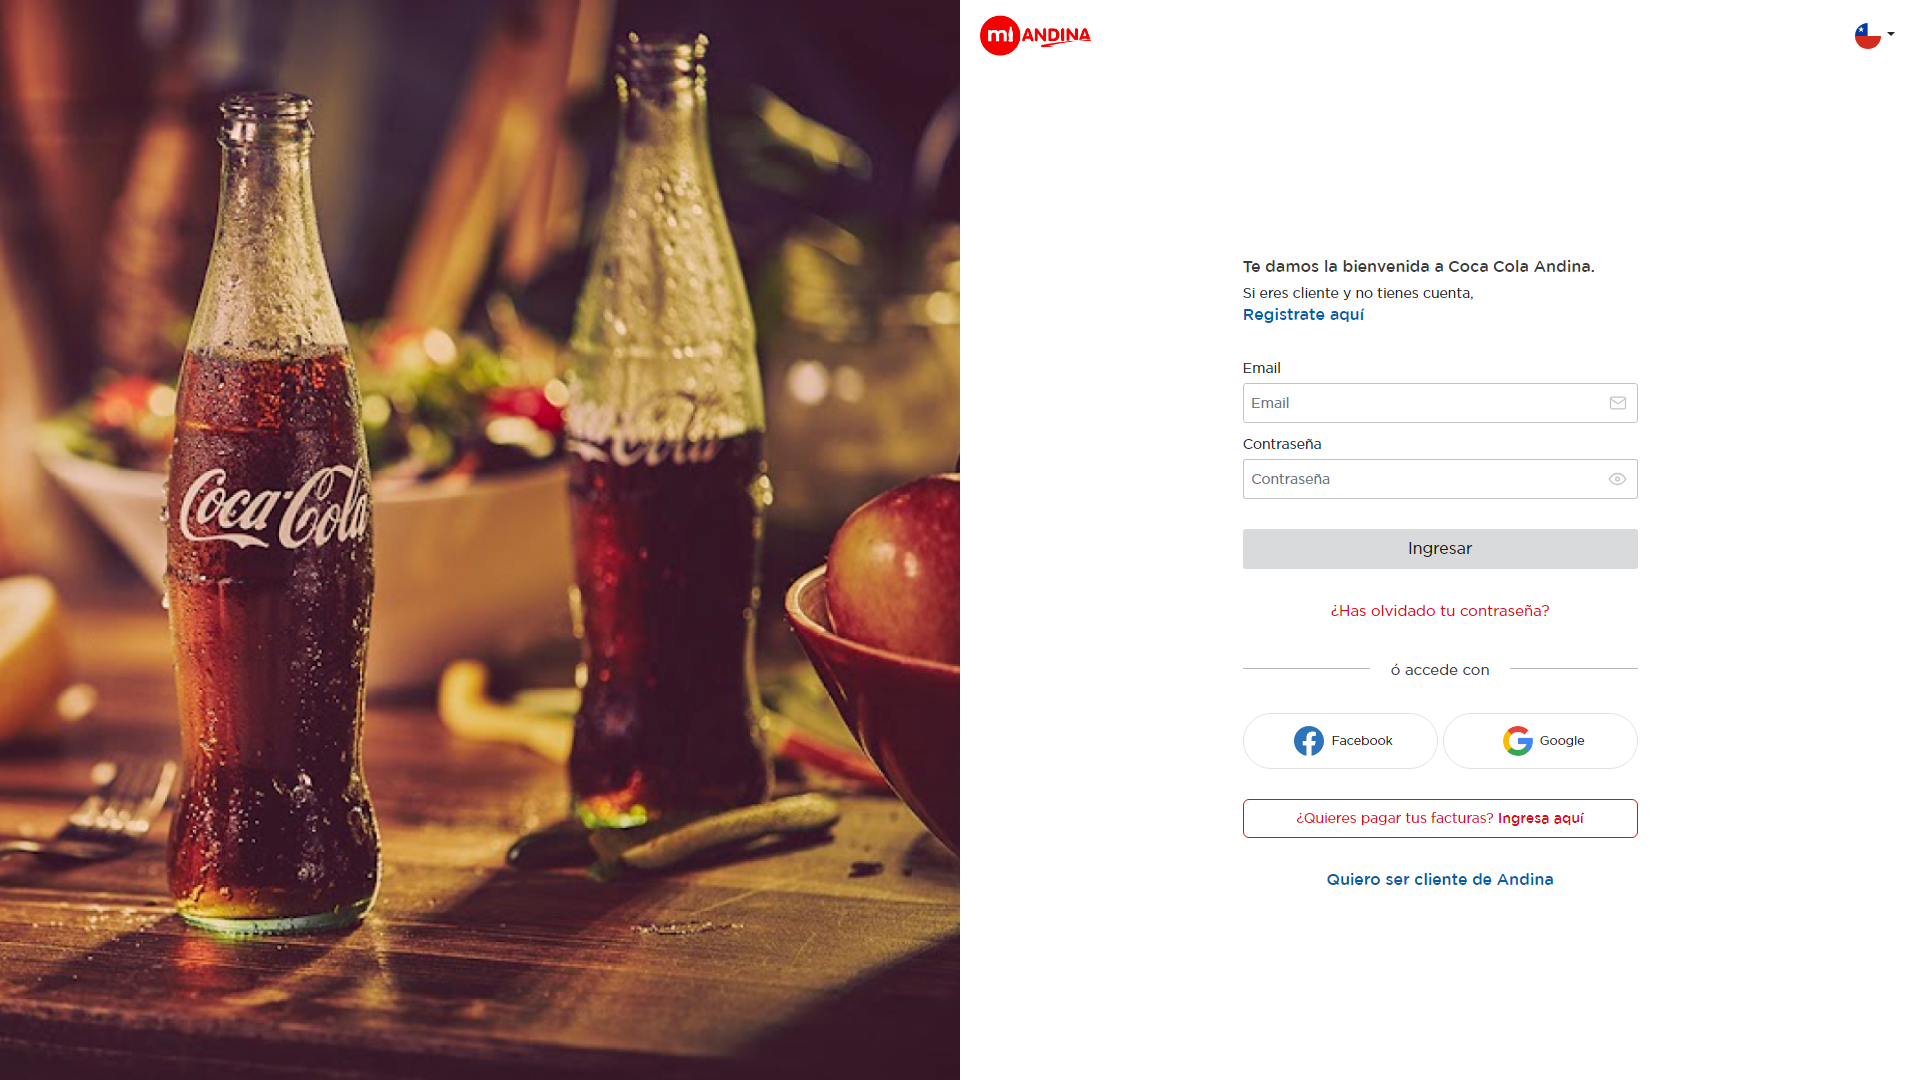 mi ANDINA
Te damos la bienvenida a Coca Cola Andina.
Si eres cliente y no tienes cuenta,
Registrate aquí
Email
Email
Contraseña
Contraseña
Ingresar
¿Has olvidado tu contraseña?
ó accede con
Facebook
Google
¿Quieres pagar tus facturas? Ingresa aquí
Quiero ser cliente de Andina
Coca-Cola
Coca-Cola